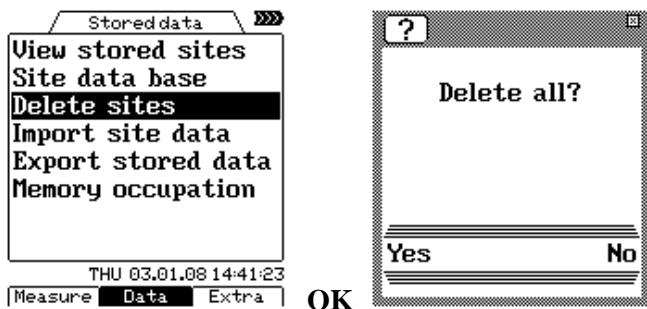 Stored data
View stored sites
Site data base
Delete sites
Import site data
Export stored data
Memory occupation
THU 03.01.08 14:41:23
Measure Data Extra
OK
?
Delete all?
Yes No